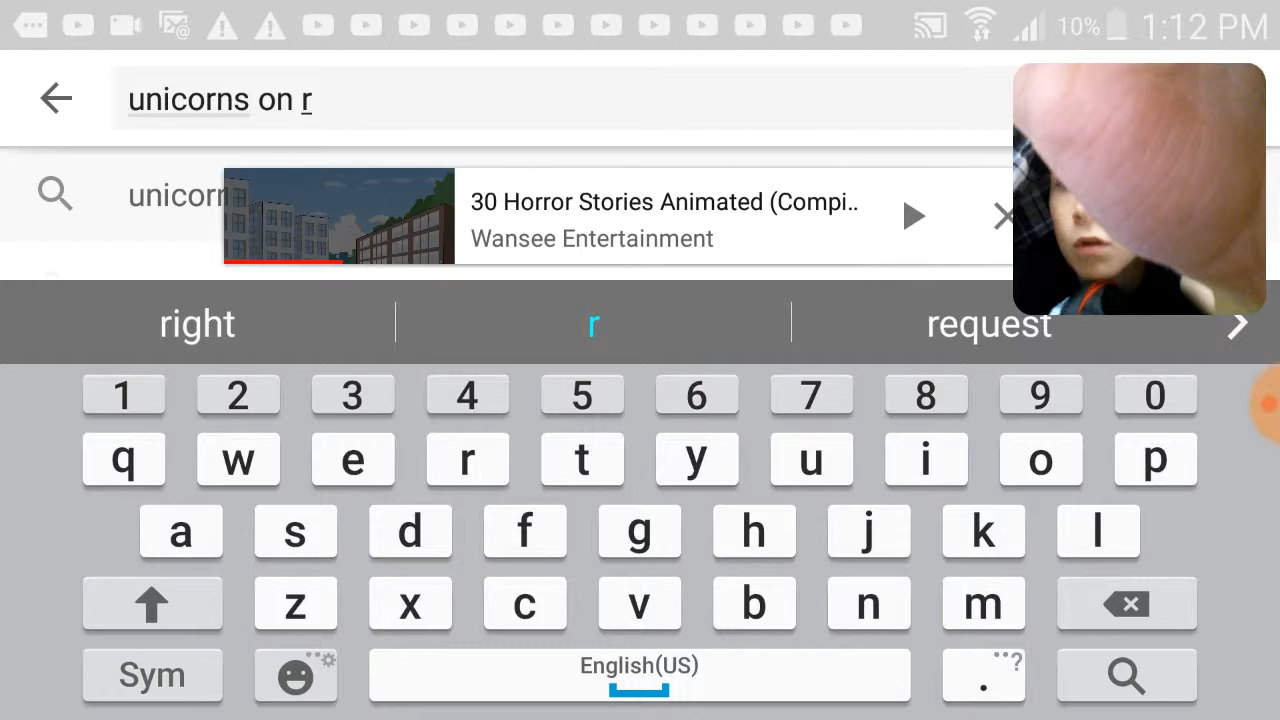 10% 1:12 PM
unicorns on r
unicorn
30 Horror Stories Animated (Compi..
Wansee Entertainment
right r request
1 2 3 4 5 6 7 8 9 0
q w e r t y u i o p
a s d f g h j k l
z x c v b n m
Sym English(US) . ?